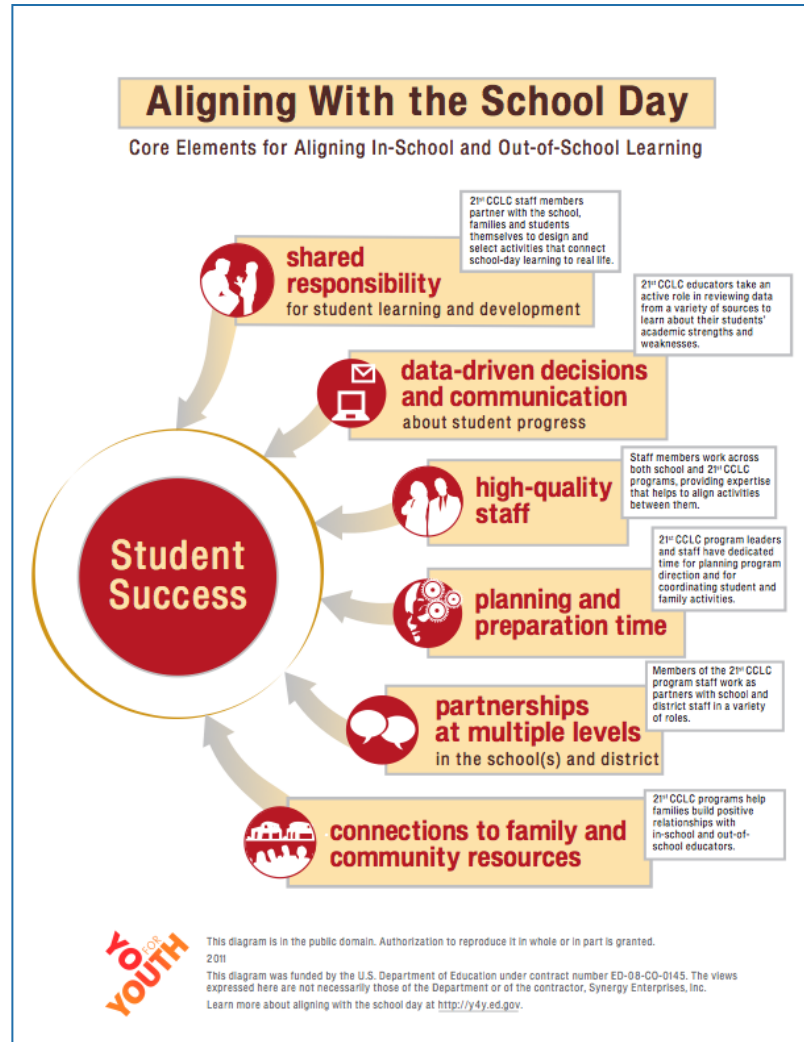 Aligning With the School Day
Core Elements for Aligning In-School and Out-of-School Learning
21st CCLC staff members
partner with the school,
families and students
themselves to design and
select activities that connect
school-day learning to real life.
shared
responsibility
for student learning and development
21st CCLC educators take an
active role in reviewing data
from a variety of sources to
learn about their students'
academic strengths and
weaknesses.
data-driven decisions
and communication
about student progress
Staff members work across
both school and 21st CCLC
programs, providing expertise
that helps to align activities
between them.
high-quality
staff
Student
Success
21st CCLC program leaders
and staff have dedicated
time for planning program
direction and for
coordinating student and
family activities.
planning and
preparation time
Members of the 21st CCLC
program staff work as
partners with school and
district staff in a variety
of roles.
partnerships
at multiple levels
in the school(s) and district
21st CCLC programs help
families build positive
relationships with
in-school and out-of-
school educators.
connections to family and
community resources
YO FOR
YOUTH
This diagram is in the public domain. Authorization to reproduce it in whole or in part is granted.
2011
This diagram was funded by the U.S. Department of Education under contract number ED-08-CO-0145. The views
expressed here are not necessarily those of the Department or of the contractor, Synergy Enterprises, Inc.
Learn more about aligning with the school day at http://y4y.ed.gov.